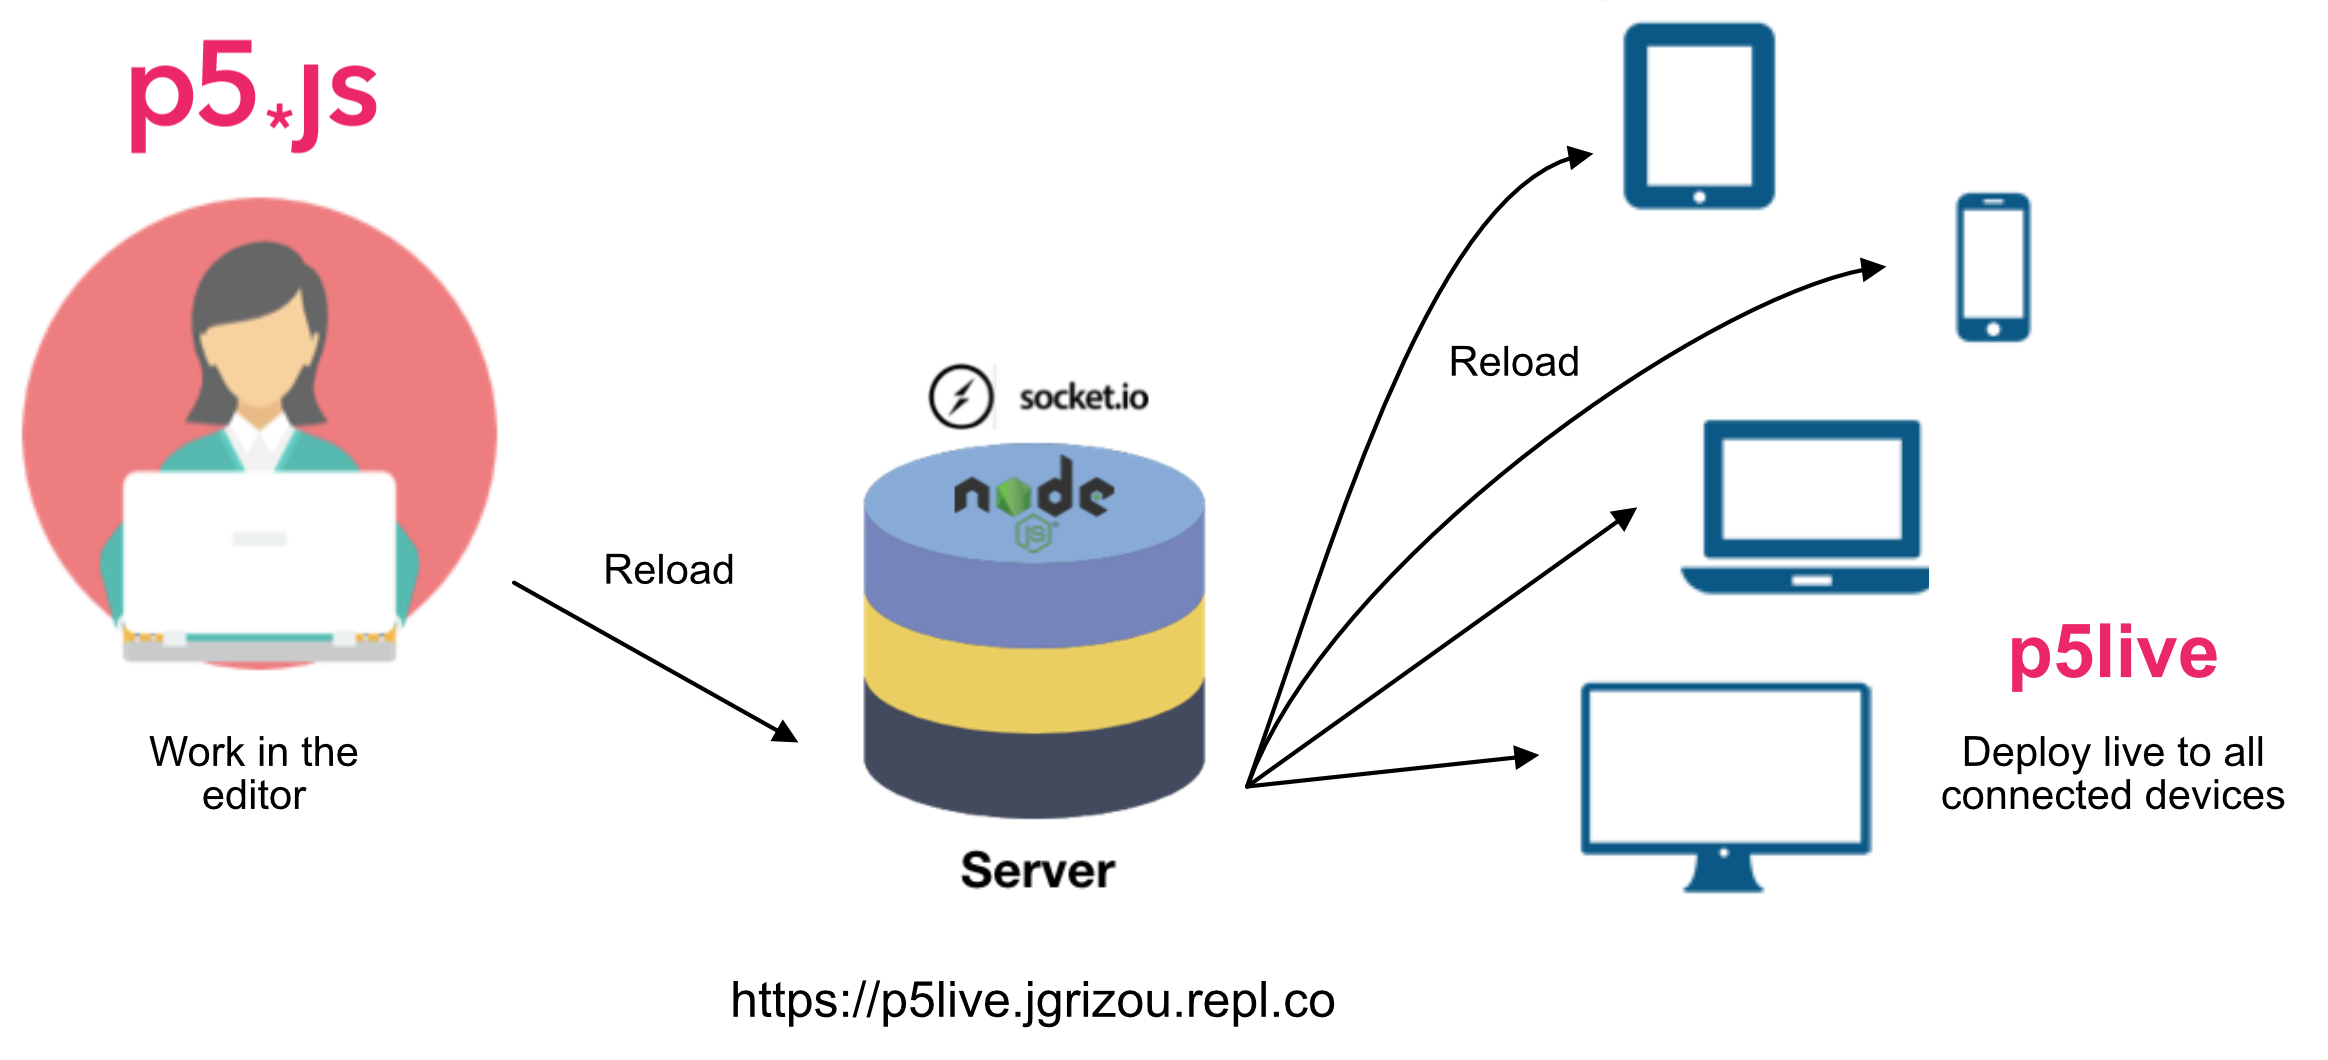 p5*js
Work in the
editor
Reload
socket.io
node
JS
Server
https://p5live.jgrizou.repl.co
Reload
p5live
Deploy live to all
connected devices